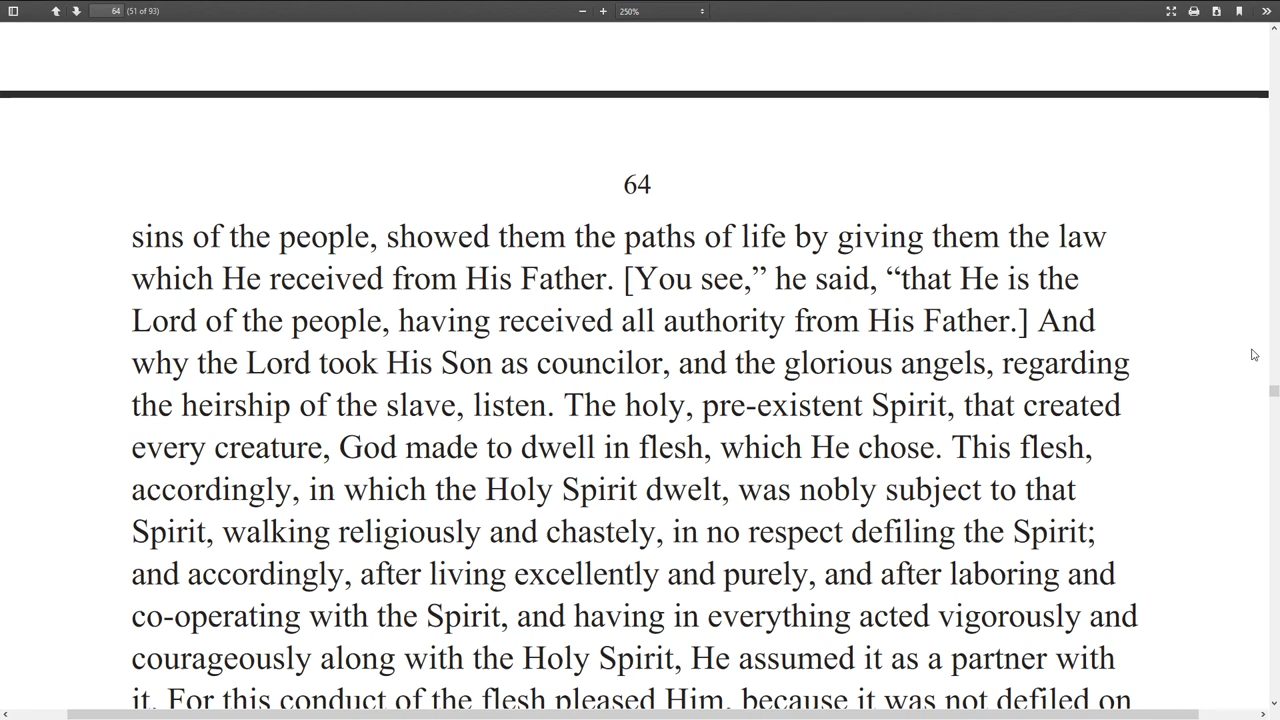 64 (51 of 93) 250%
64
sins of the people, showed them the paths of life by giving them the law
which He received from His Father. [You see,” he said, “that He is the
Lord of the people, having received all authority from His Father.] And
why the Lord took His Son as councilor, and the glorious angels, regarding
the heirship of the slave, listen. The holy, pre-existent Spirit, that created
every creature, God made to dwell in flesh, which He chose. This flesh,
accordingly, in which the Holy Spirit dwelt, was nobly subject to that
Spirit, walking religiously and chastely, in no respect defiling the Spirit;
and accordingly, after living excellently and purely, and after laboring and
co-operating with the Spirit, and having in everything acted vigorously and
courageously along with the Holy Spirit, He assumed it as a partner with
it. For this conduct of the flesh pleased Him, because it was not defiled on